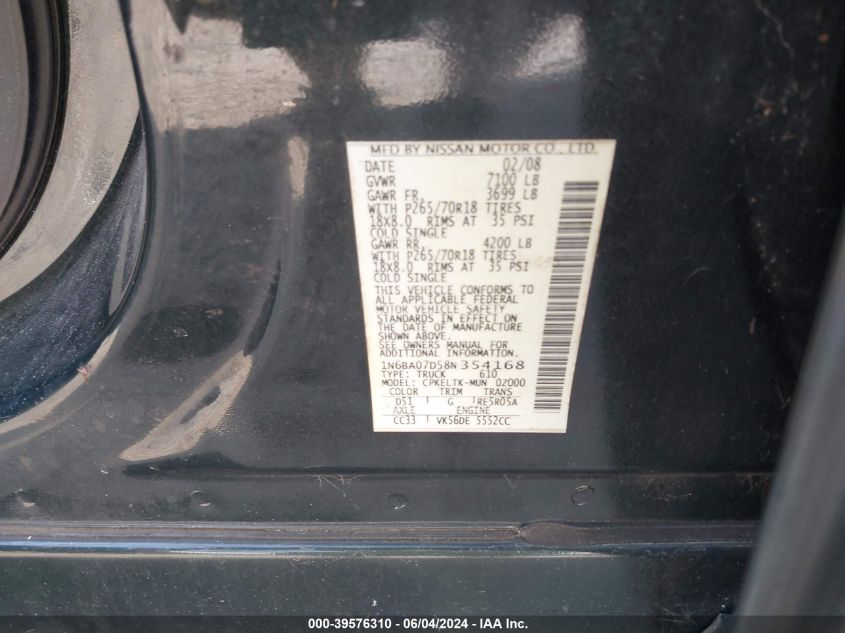 MFD BY NISSAN MOTOR CO., LTD.
DATE 02/08
GVWR 7100 LB
GAWR FR. 3699 LB
WITH P265/70R18 TIRES
18X8.0 RIMS AT 35 PSI
COLD SINGLE
GAWR RR. 4200 LB
WITH P265/70R18 TIRES
18X8.0 RIMS AT 35 PSI
COLD SINGLE
THIS VEHICLE CONFORMS TO
ALL APPLICABLE FEDERAL
MOTOR VEHICLE SAFETY
STANDARDS IN EFFECT ON
THE DATE OF MANUFACTURE
SHOWN ABOVE.
SEE OWNERS MANUAL FOR
ADDITIONAL INFORMATION.
1N6BA07D58N354168
TYPE: TRUCK 610
MODEL: CPKELTK-MUN 0Z000
COLOR TRIM TRANS
D51 G RE5R05A
AXLE ENGINE
CC33 VK56DE 5552CC
000-39576310 - 06/04/2024 - IAA Inc.